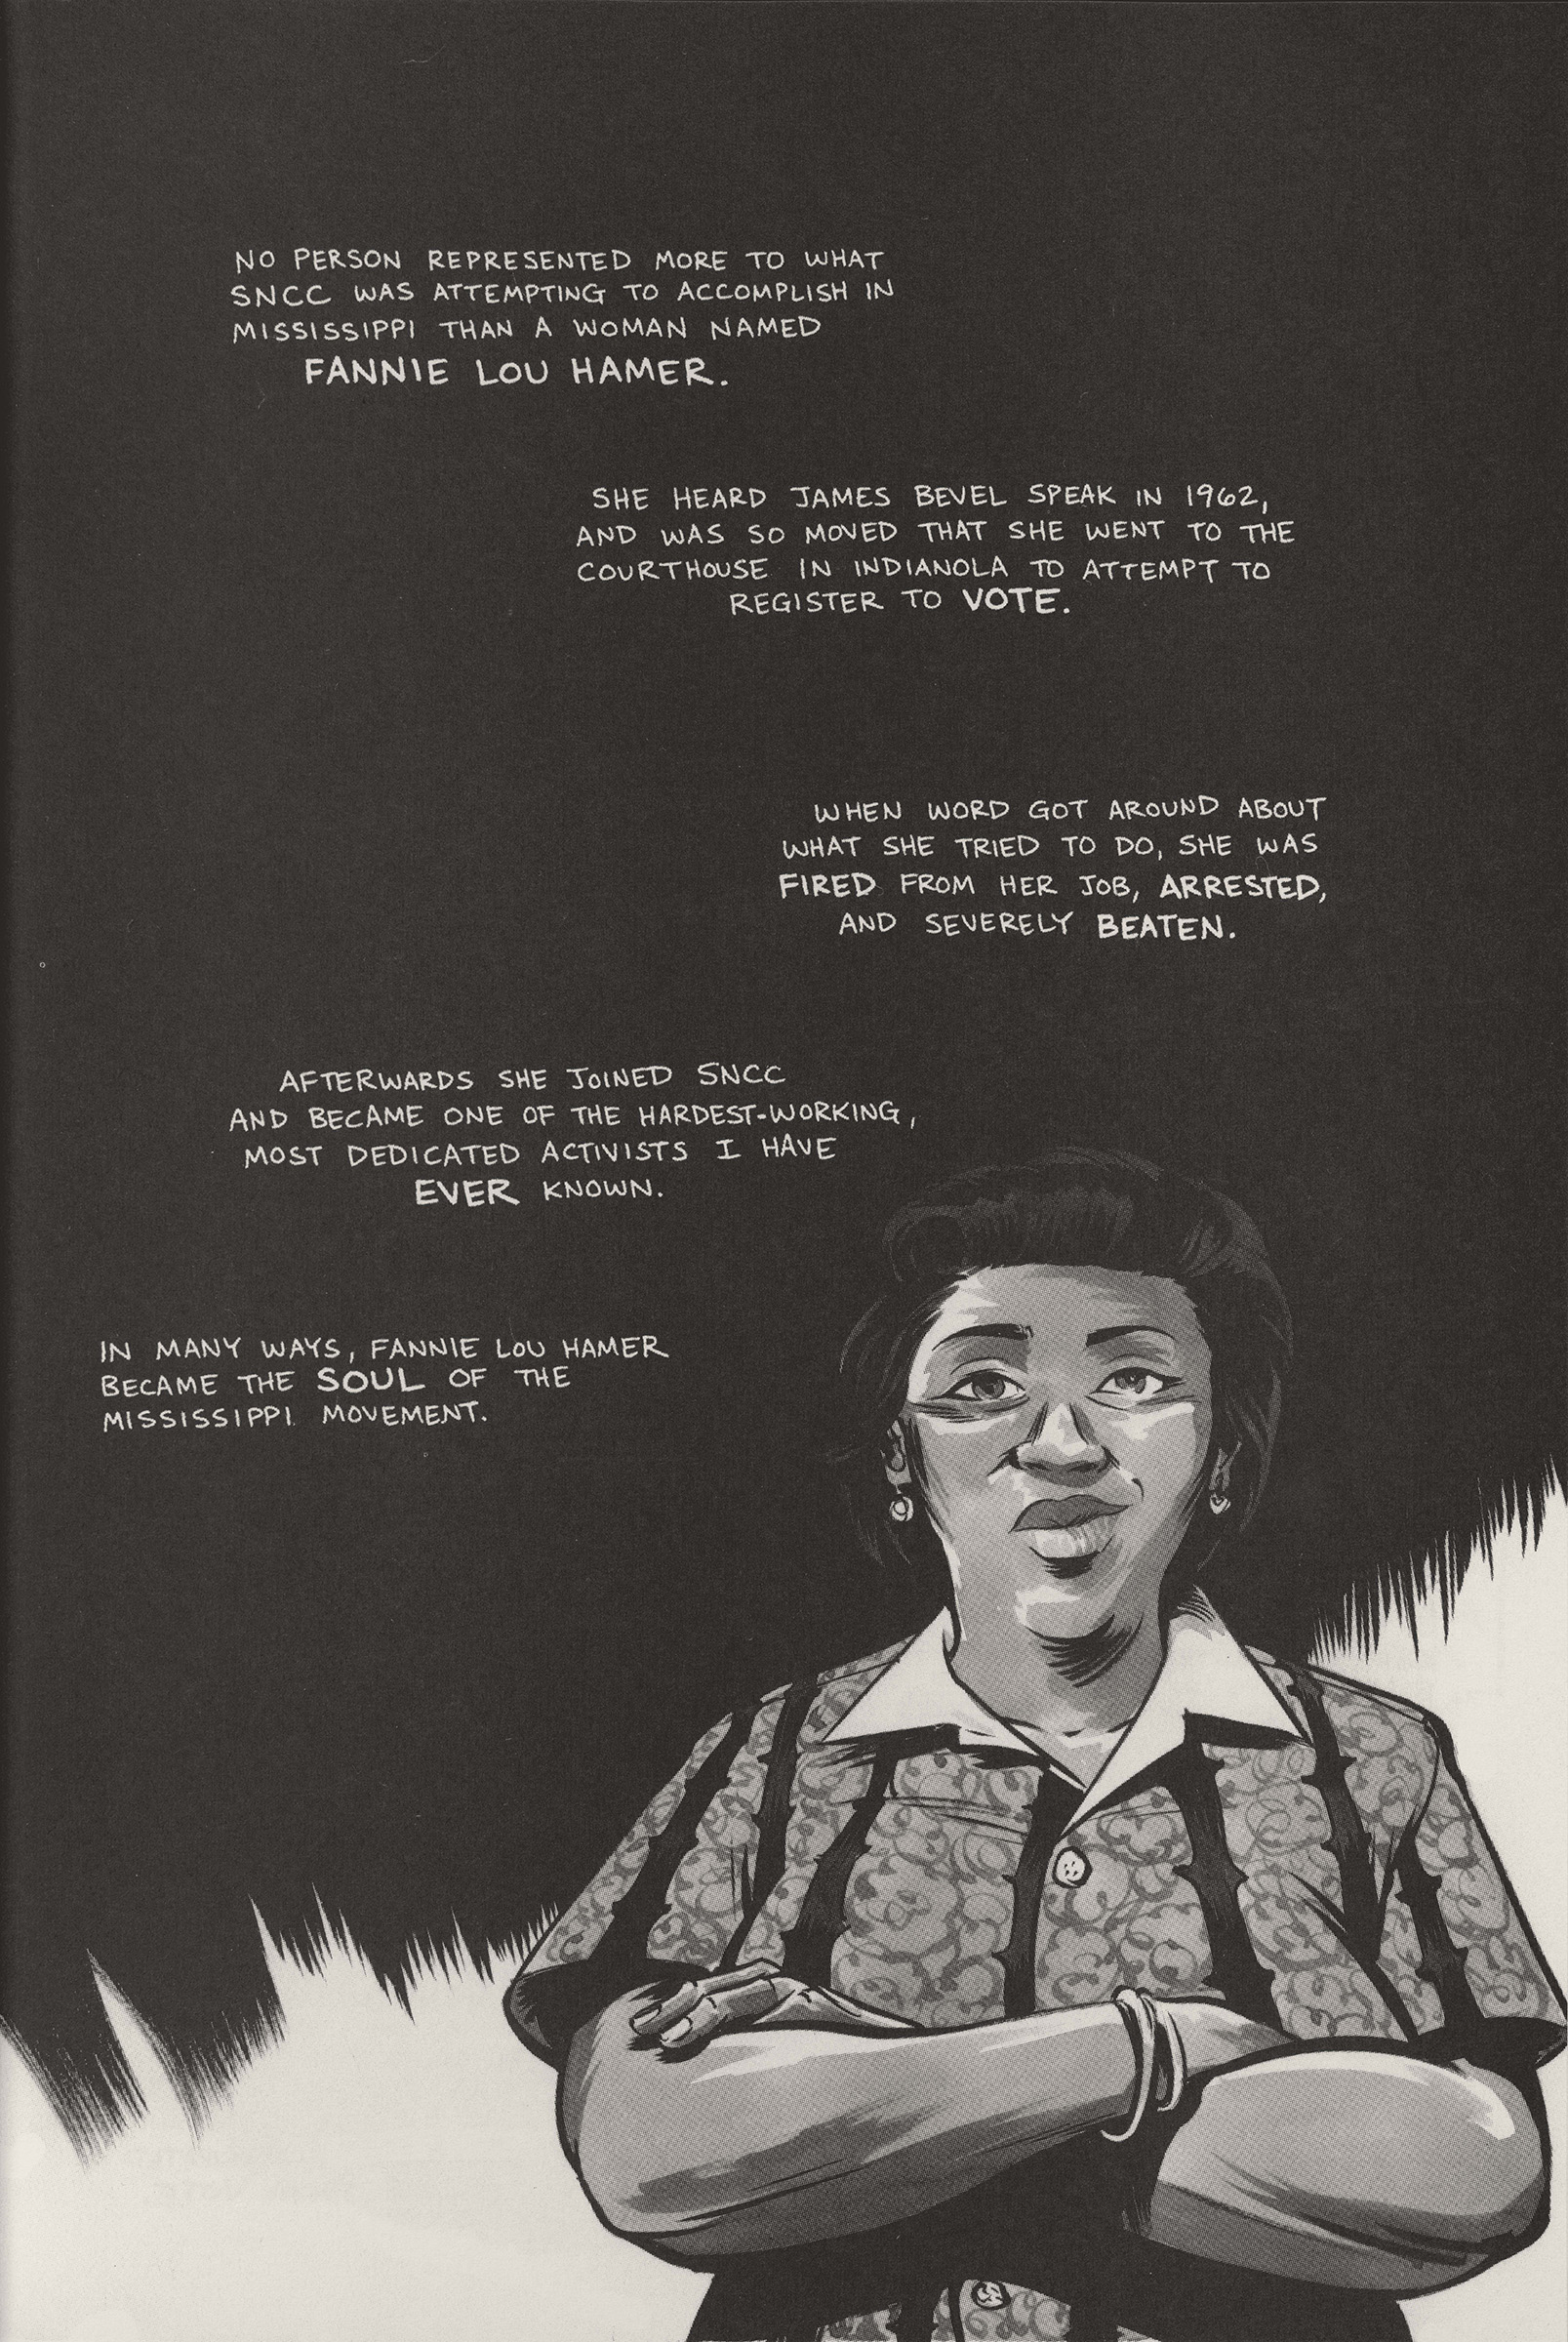 NO PERSON REPRESENTED MORE TO WHAT
SNCC WAS ATTEMPTING TO ACCOMPLISH IN
MISSISSIPPI THAN A WOMAN NAMED
FANNIE LOU HAMER.
SHE HEARD JAMES BEVEL SPEAK IN 1962,
AND WAS SO MOVED THAT SHE WENT TO THE
COURTHOUSE IN INDIANOLA TO ATTEMPT TO
REGISTER TO VOTE.
WHEN WORD GOT AROUND ABOUT
WHAT SHE TRIED TO DO, SHE WAS
FIRED FROM HER JOB, ARRESTED,
AND SEVERELY BEATEN.
AFTERWARDS SHE JOINED SNCC
AND BECAME ONE OF THE HARDEST-WORKING,
MOST DEDICATED ACTIVISTS I HAVE
EVER KNOWN.
IN MANY WAYS, FANNIE LOU HAMER
BECAME THE SOUL OF THE
MISSISSIPPI MOVEMENT.